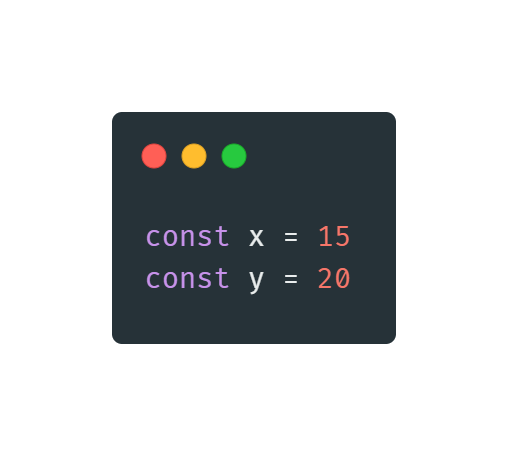 const x = 15
const y = 20